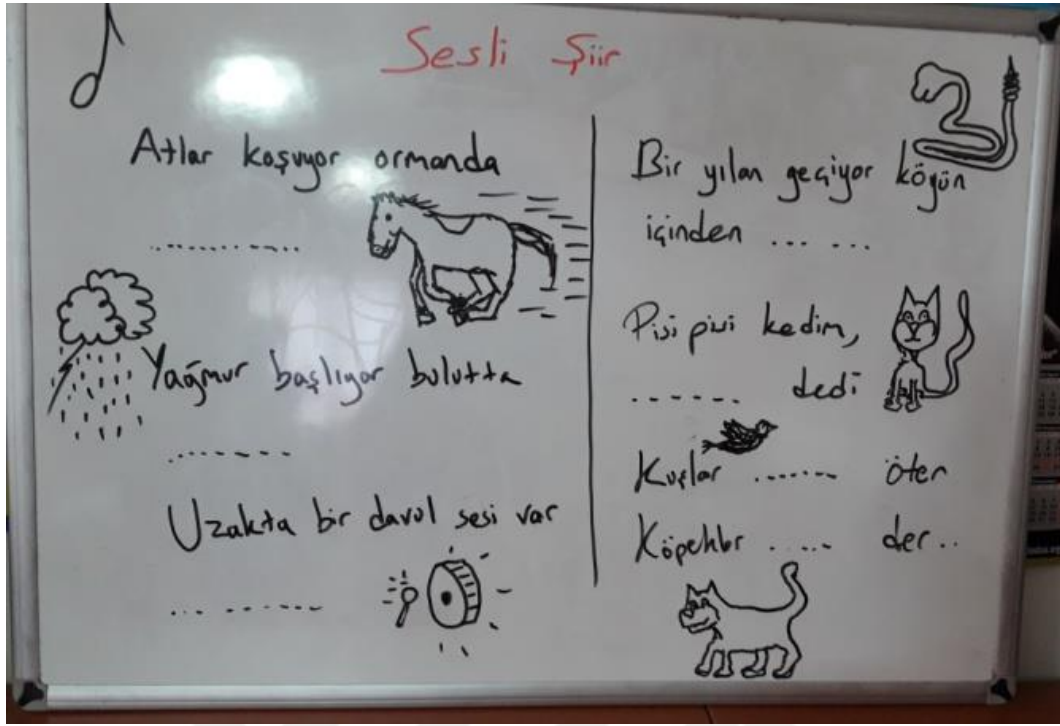 Sesli Şiir
Atlar koşuyor ormanda
..............
Yağmur başlıyor bulutta
...........
Uzakta bir davul sesi var
... ........
Bir yılan geçiyor köyün
içinden ... ...
Pisi pisi kedim,
....... dedi
Kuşlar ....... öter
Köpekler ..... der..